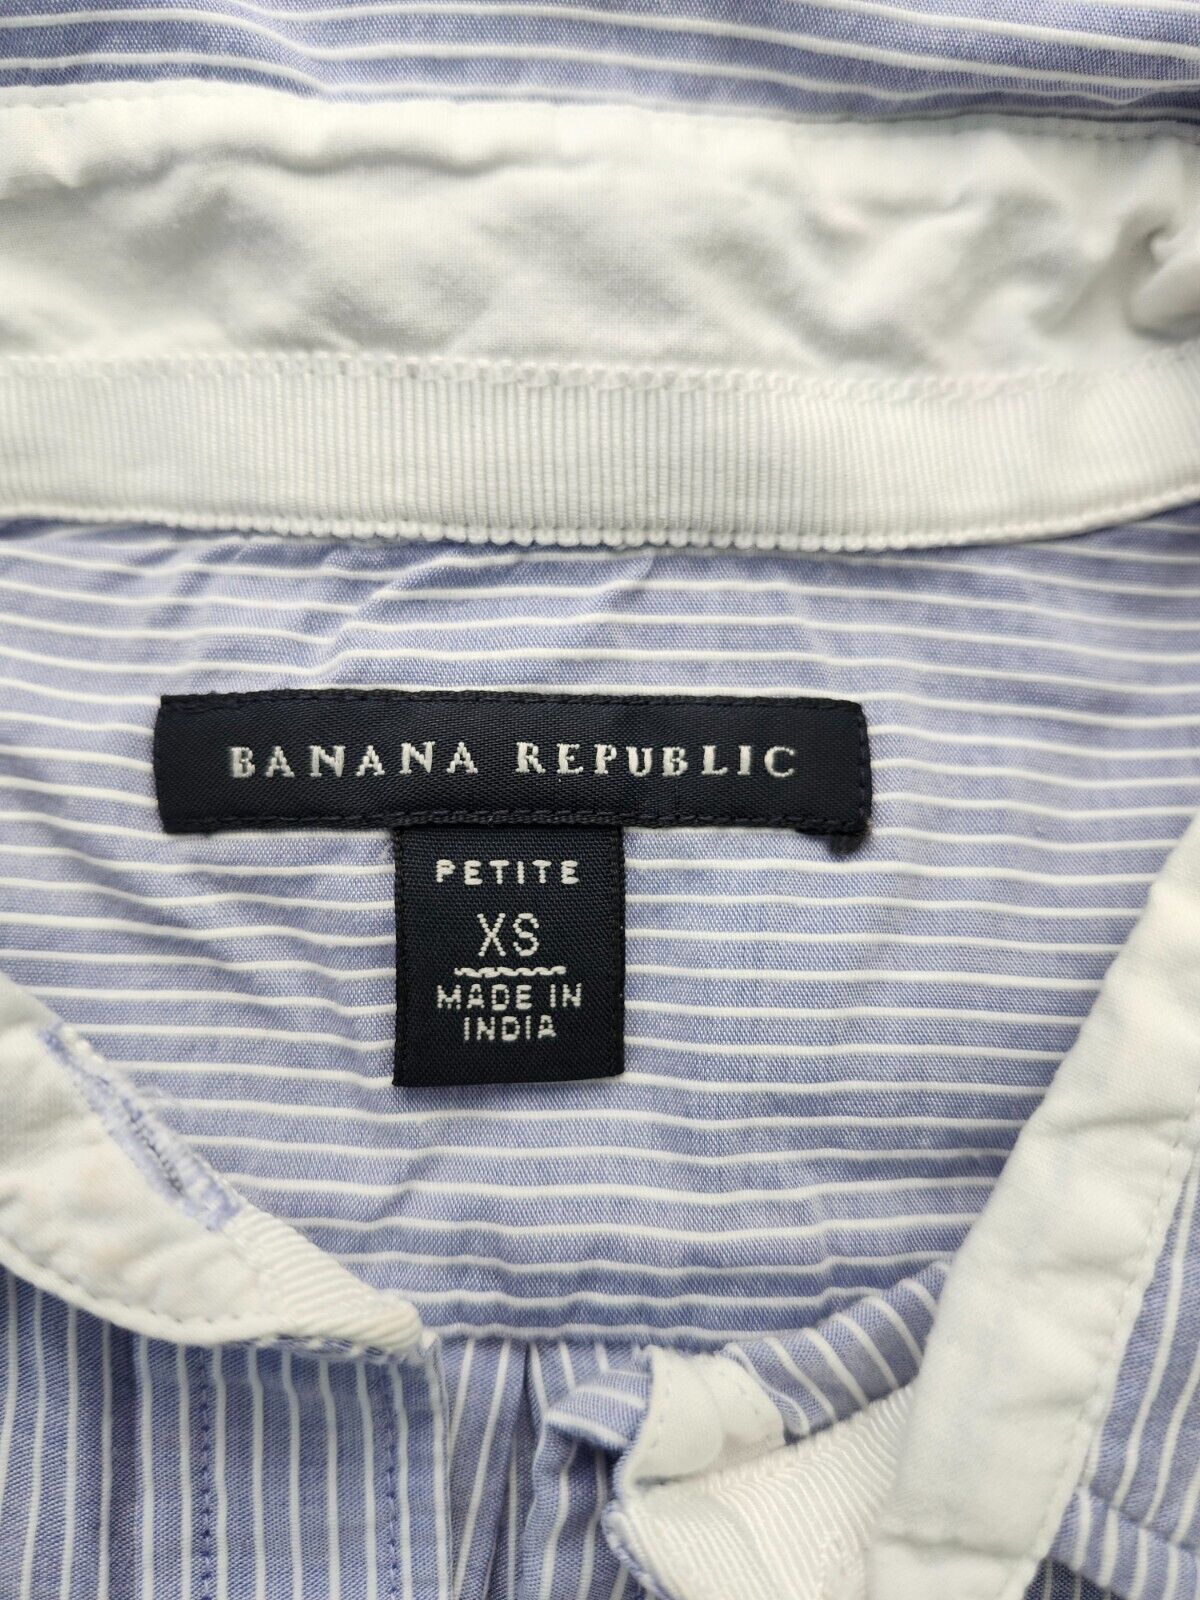 BANANA REPUBLIC
PETITE
XS
MADE IN
INDIA